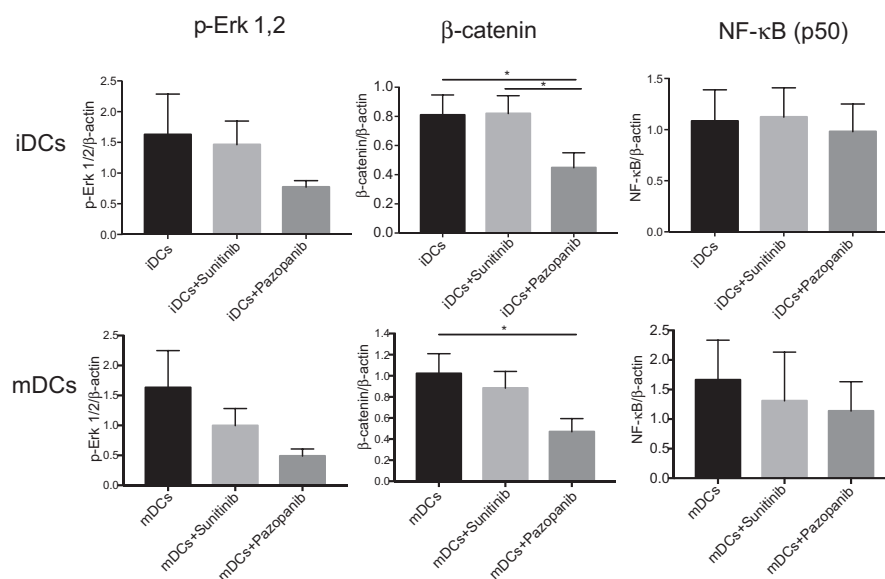 p-Erk 1,2
β-catenin
NF-κB (p50)
iDCs
p-Erk 1/2/β-actin
2.5
2.0
1.5
1.0
0.5
0.0
iDCs
iDCs+Sunitinib
iDCs+Pazopanib
β-catenin/β-actin
1.0
0.8
0.6
0.4
0.2
0.0
*
*
iDCs
iDCs+Sunitinib
iDCs+Pazopanib
NF-κB/β-actin
1.5
1.0
0.5
0.0
iDCs
iDCs+Sunitinib
iDCs+Pazopanib
mDCs
p-Erk 1/2/β-actin
2.5
2.0
1.5
1.0
0.5
0.0
mDCs
mDCs+Sunitinib
mDCs+Pazopanib
β-catenin/β-actin
1.4
1.2
1.0
0.8
0.6
0.4
0.2
0.0
*
mDCs
mDCs+Sunitinib
mDCs+Pazopanib
NF-κB/β-actin
2.5
2.0
1.5
1.0
0.5
0.0
mDCs
mDCs+Sunitinib
mDCs+Pazopanib